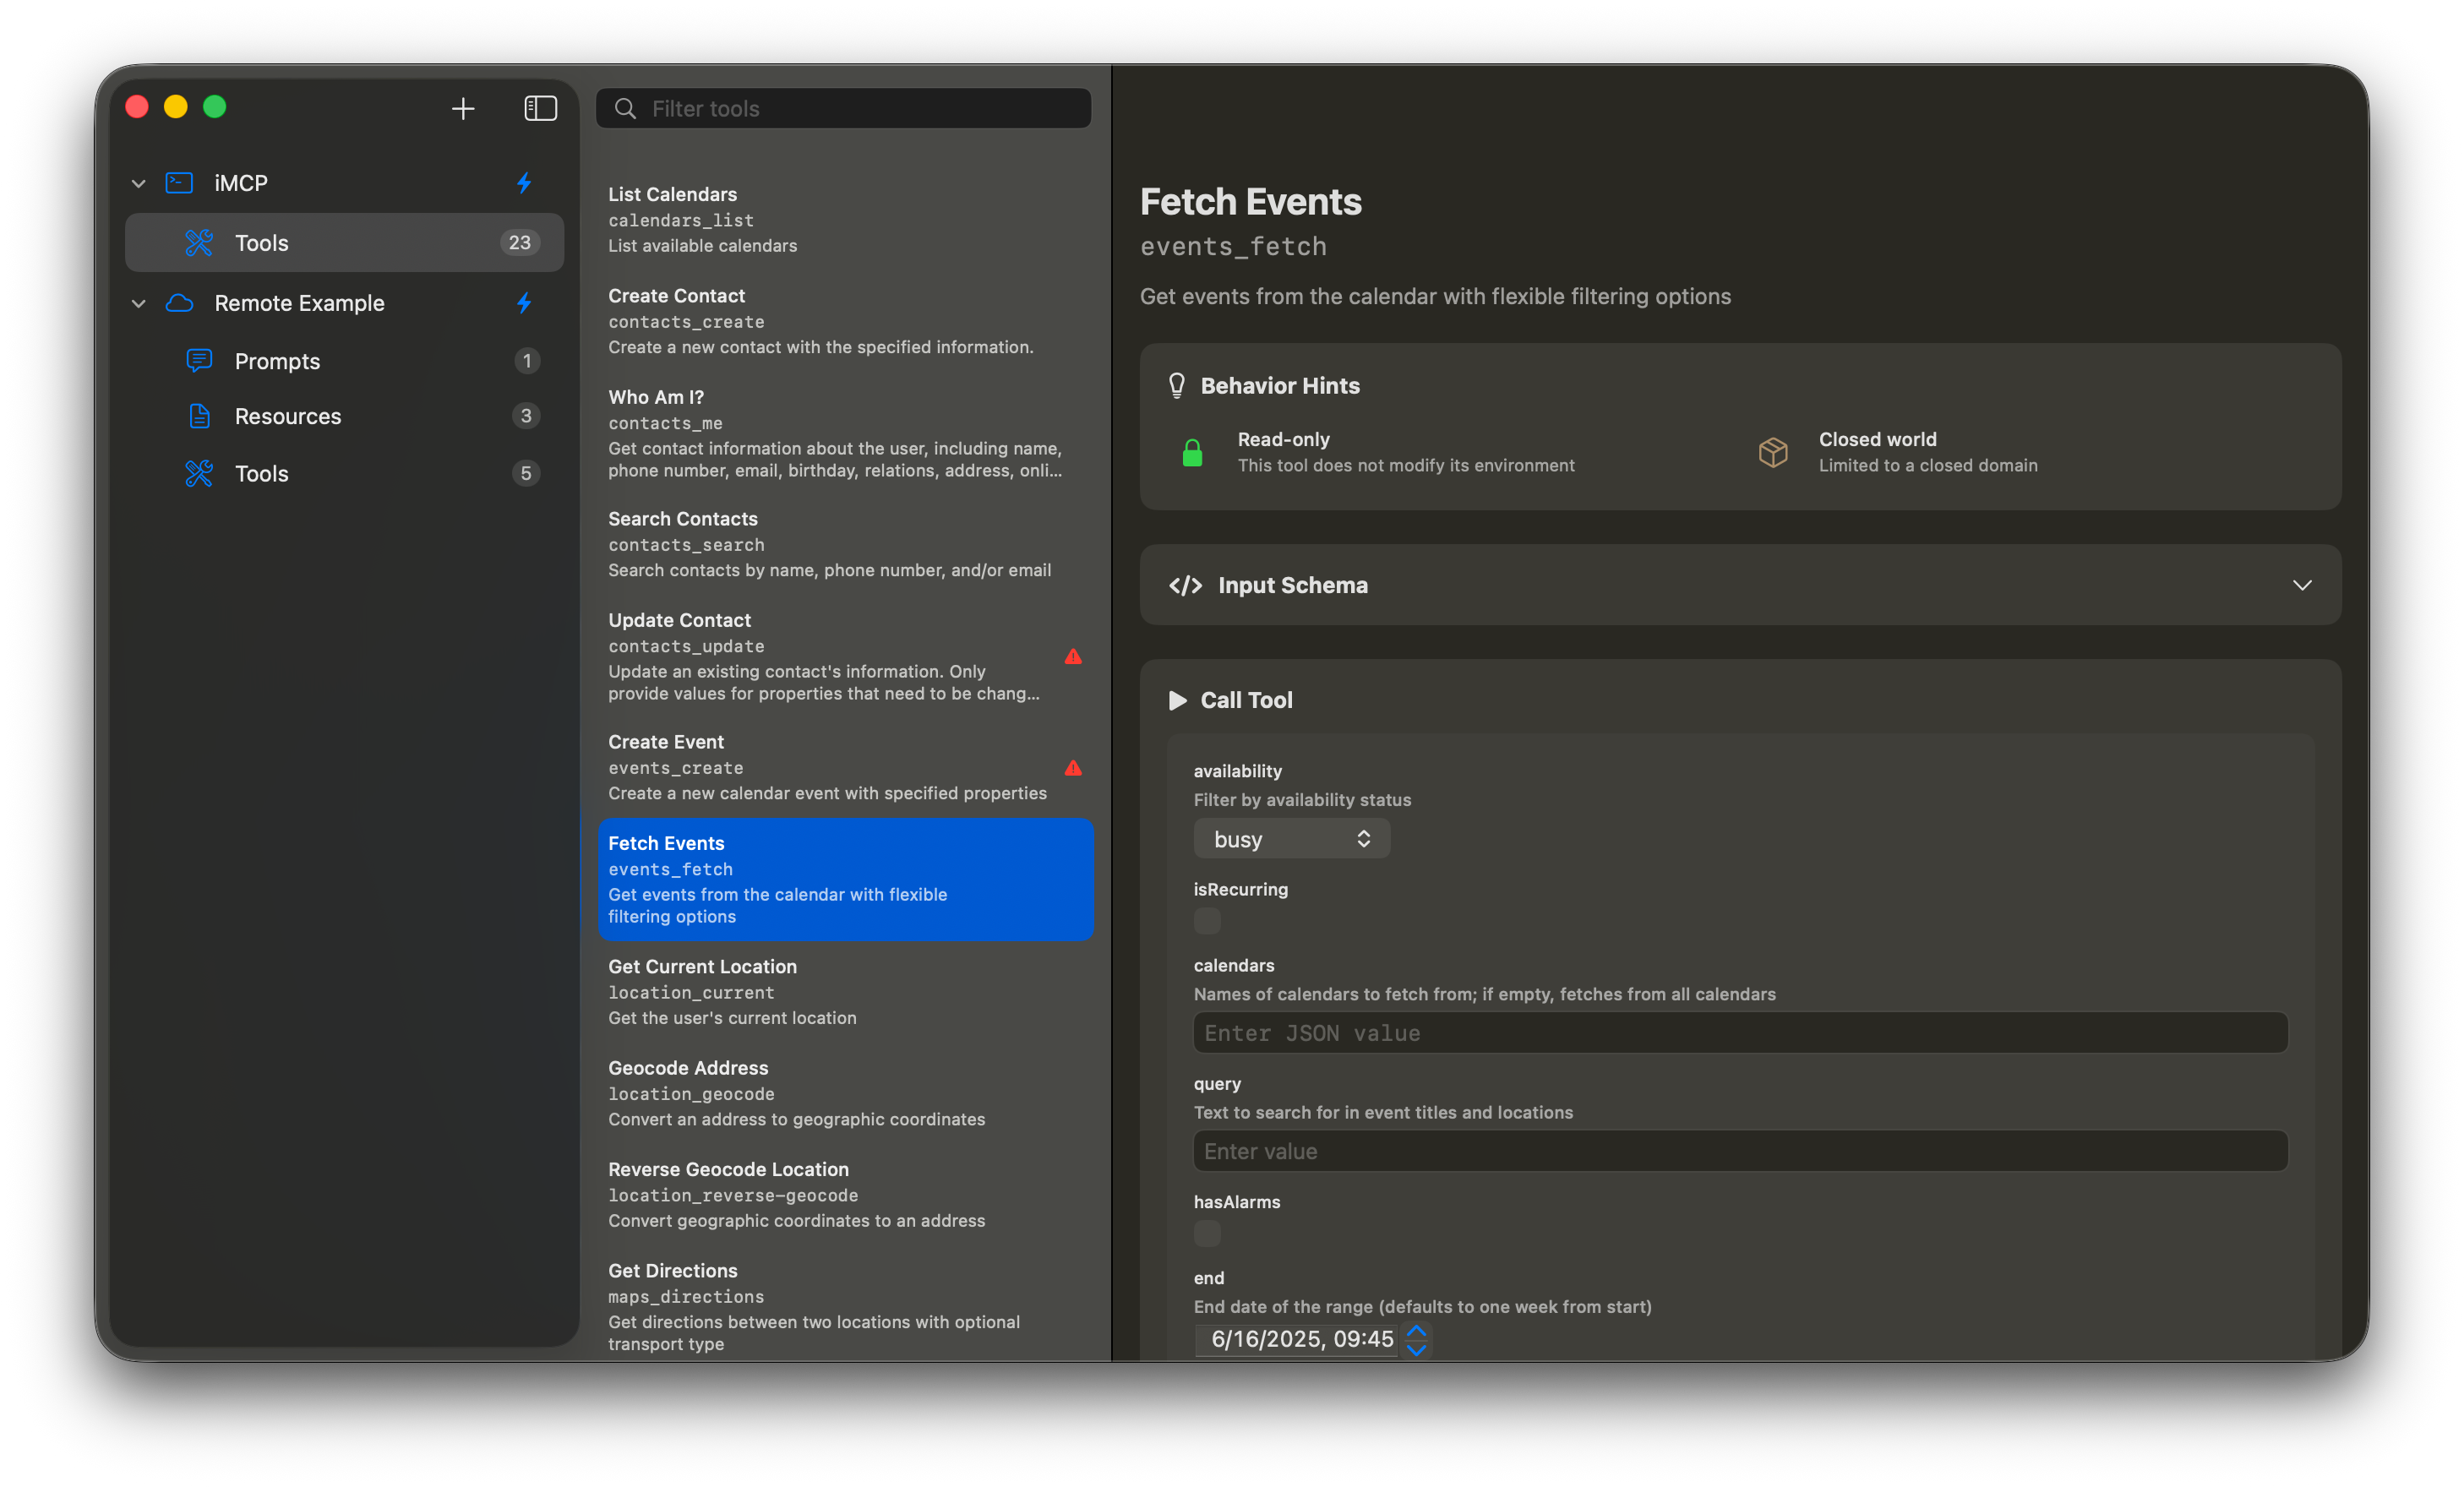 iMCP
Tools
23
Remote Example
Prompts
1
Resources
3
Tools
5
Filter tools
List Calendars
calendars_list
List available calendars
Create Contact
contacts_create
Create a new contact with the specified information.
Who Am I?
contacts_me
Get contact information about the user, including name,
phone number, email, birthday, relations, address, onli...
Search Contacts
contacts_search
Search contacts by name, phone number, and/or email
Update Contact
contacts_update
Update an existing contact's information. Only
provide values for properties that need to be chang...
Create Event
events_create
Create a new calendar event with specified properties
Fetch Events
events_fetch
Get events from the calendar with flexible
filtering options
Get Current Location
location_current
Get the user's current location
Geocode Address
location_geocode
Convert an address to geographic coordinates
Reverse Geocode Location
location_reverse-geocode
Convert geographic coordinates to an address
Get Directions
maps_directions
Get directions between two locations with optional
transport type
Fetch Events
events_fetch
Get events from the calendar with flexible filtering options
Behavior Hints
Read-only
This tool does not modify its environment
Closed world
Limited to a closed domain
</> Input Schema
Call Tool
availability
Filter by availability status
busy
isRecurring
calendars
Names of calendars to fetch from; if empty, fetches from all calendars
Enter JSON value
query
Text to search for in event titles and locations
Enter value
hasAlarms
end
End date of the range (defaults to one week from start)
6/16/2025, 09:45